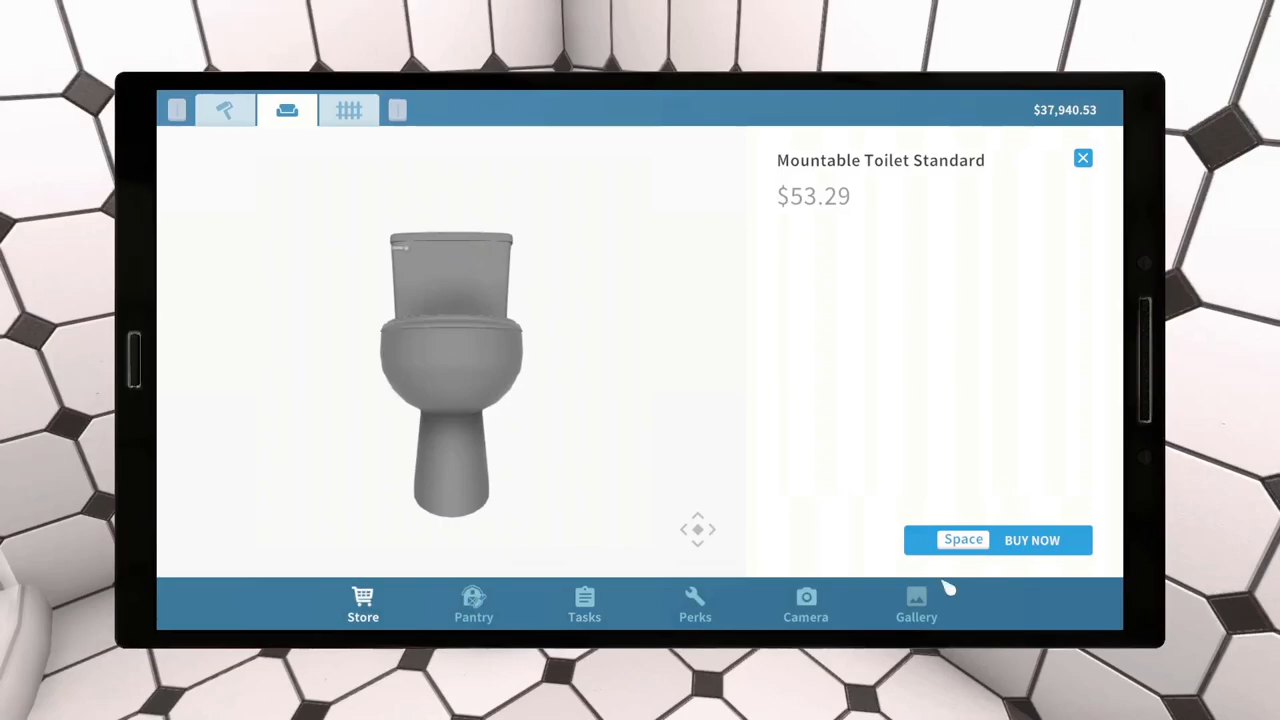 $37,940.53
Mountable Toilet Standard
$53.29
Space BUY NOW
Store Pantry Tasks Perks Camera Gallery